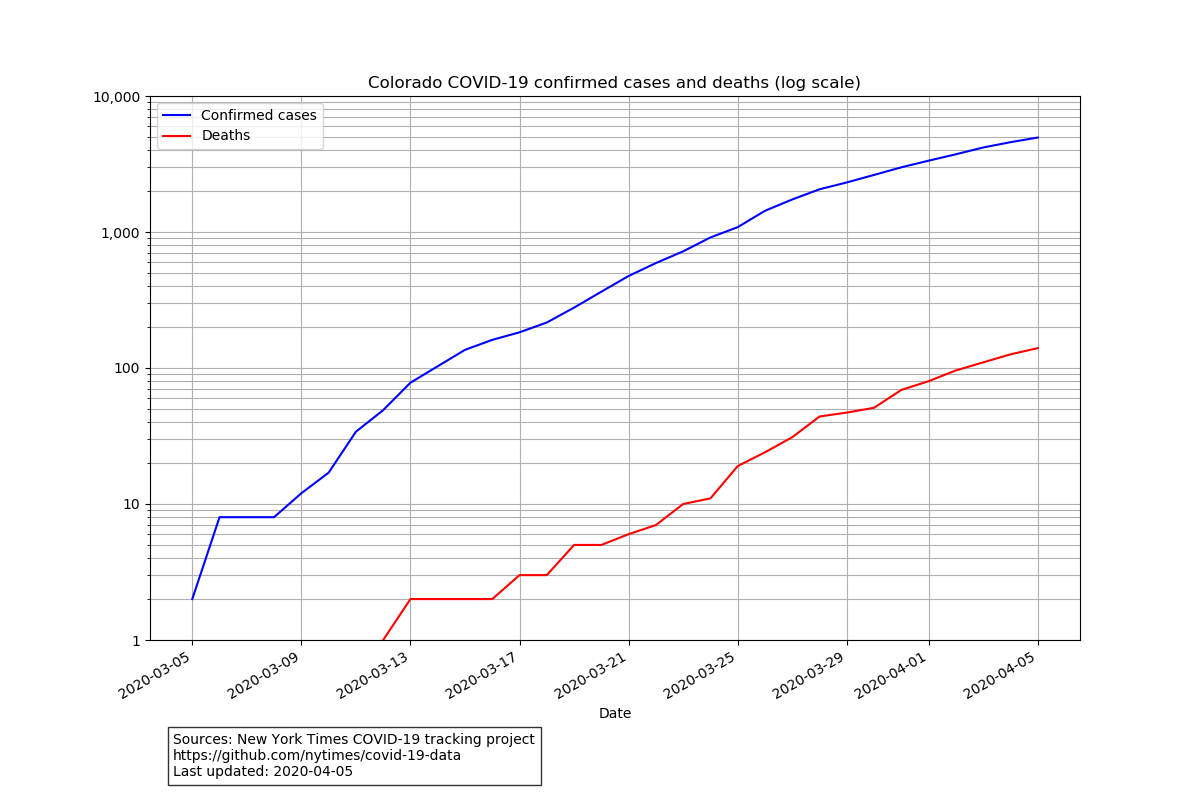 Colorado COVID-19 confirmed cases and deaths (log scale)
10,000
1,000
100
10
1
Confirmed cases
Deaths
2020-03-05
2020-03-09
2020-03-13
2020-03-17
2020-03-21
2020-03-25
2020-03-29
2020-04-01
2020-04-05
Date
Sources: New York Times COVID-19 tracking project
https://github.com/nytimes/covid-19-data
Last updated: 2020-04-05